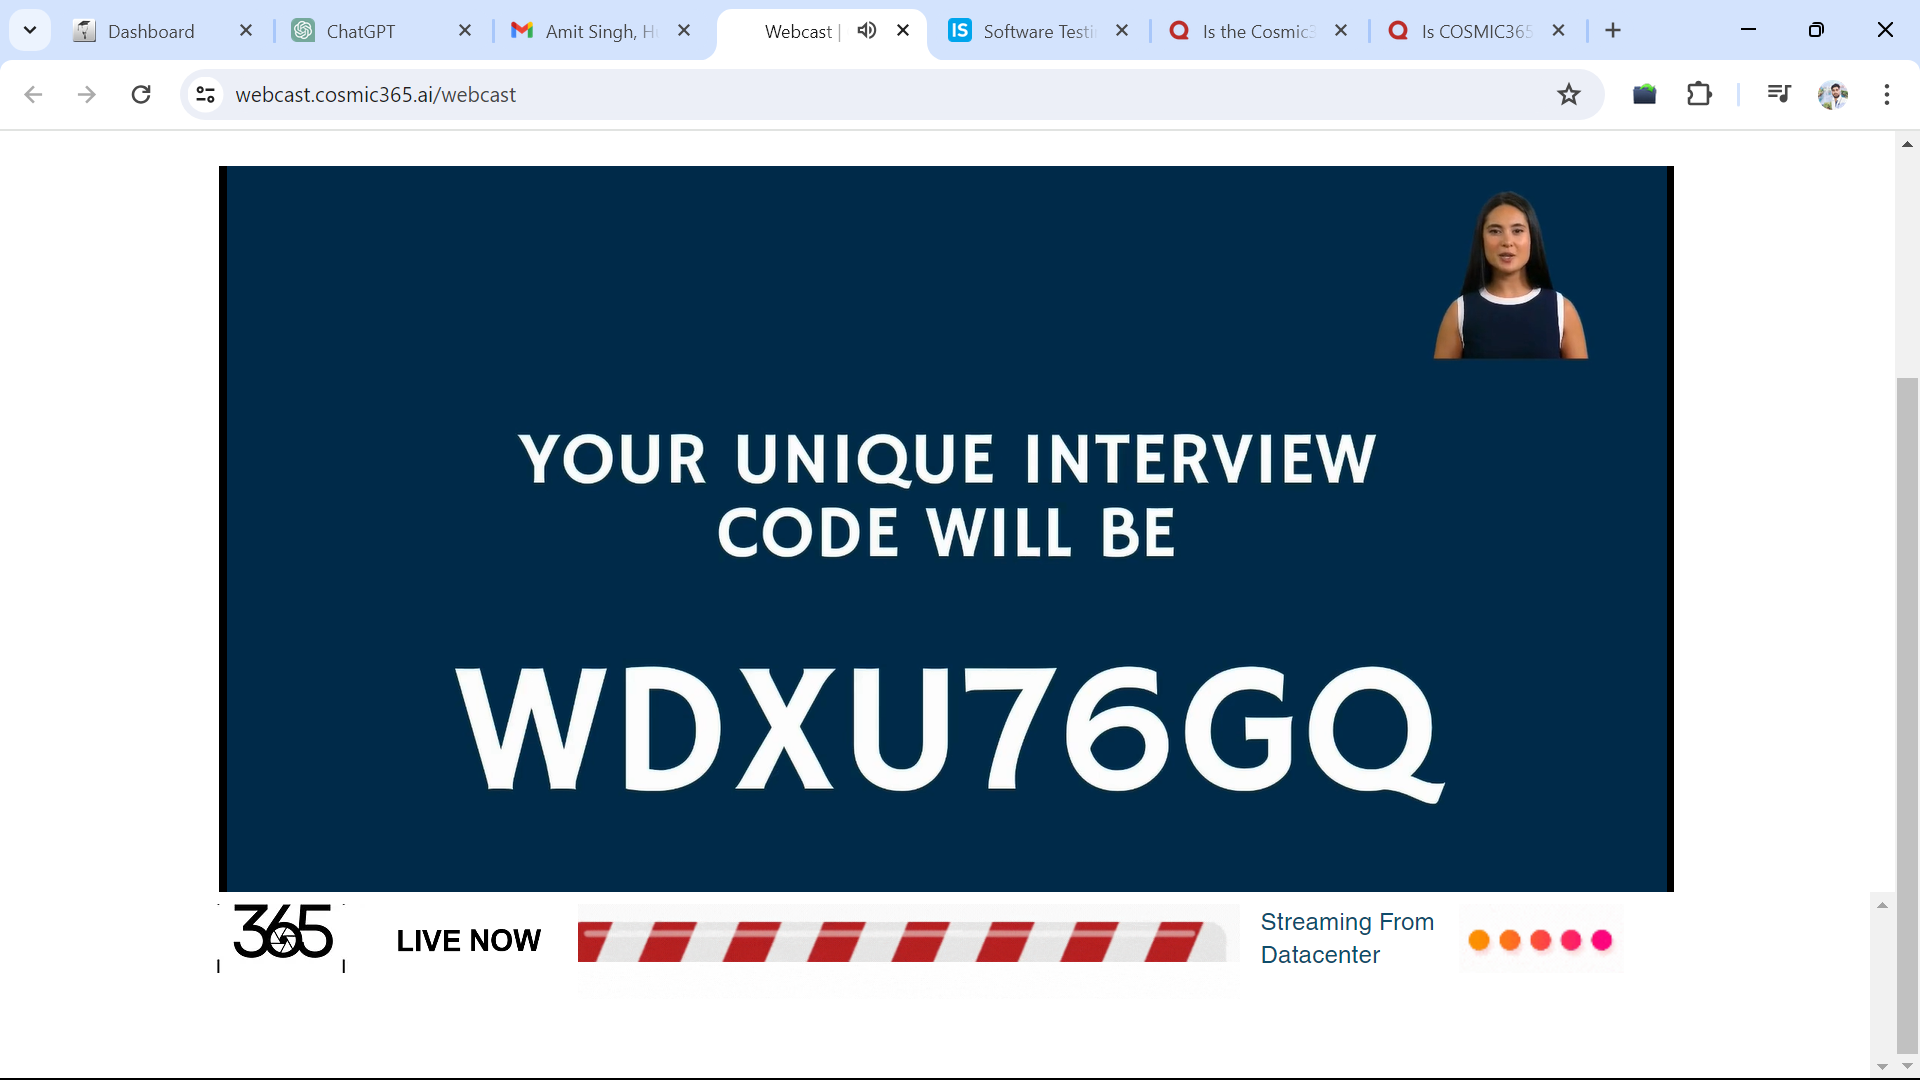 Dashboard
ChatGPT
Amit Singh, H
Webcast |
IS
Software Testi
Is the Cosmic3
Is COSMIC365
webcast.cosmic365.ai/webcast
YOUR UNIQUE INTERVIEW
CODE WILL BE
WDXU76GQ
365
LIVE NOW
Streaming From
Datacenter